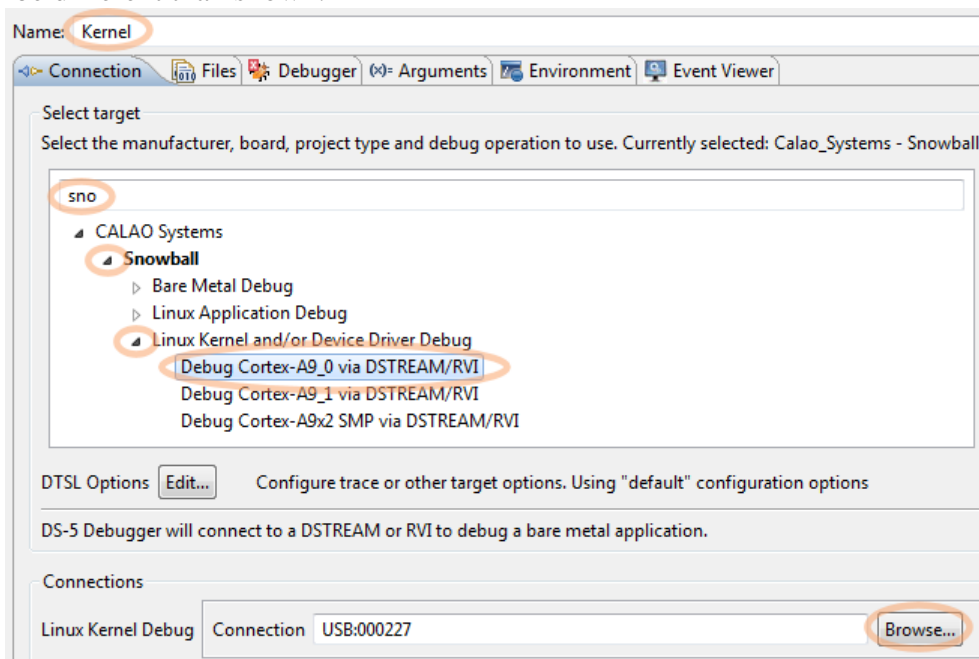 Name: Kernel
Connection Files Debugger (x)= Arguments Environment Event Viewer
Select target
Select the manufacturer, board, project type and debug operation to use. Currently selected: Calao_Systems - Snowball
sno
CALAO Systems
Snowball
Bare Metal Debug
Linux Application Debug
Linux Kernel and/or Device Driver Debug
Debug Cortex-A9_0 via DSTREAM/RVI
Debug Cortex-A9_1 via DSTREAM/RVI
Debug Cortex-A9x2 SMP via DSTREAM/RVI
DTSL Options Edit... Configure trace or other target options. Using "default" configuration options
DS-5 Debugger will connect to a DSTREAM or RVI to debug a bare metal application.
Connections
Linux Kernel Debug Connection USB:000227 Browse...